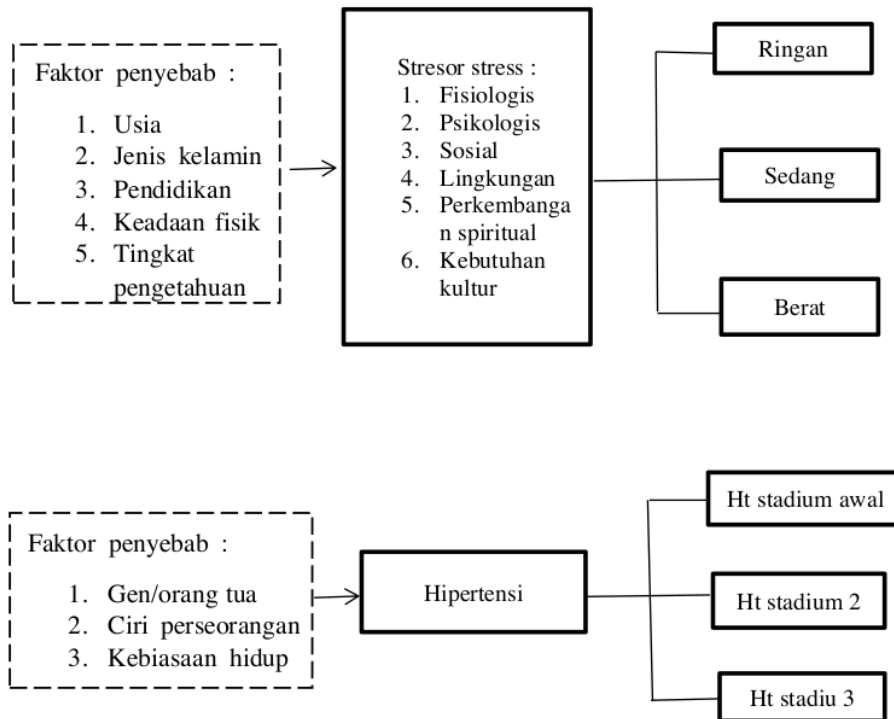 Faktor penyebab :
1. Usia
2. Jenis kelamin
3. Pendidikan
4. Keadaan fisik
5. Tingkat
pengetahuan
Stresor stress :
1. Fisiologis
2. Psikologis
3. Sosial
4. Lingkungan
5. Perkembanga
n spiritual
6. Kebutuhan
kultur
Ringan
Sedang
Berat
Faktor penyebab :
1. Gen/orang tua
2. Ciri perseorangan
3. Kebiasaan hidup
Hipertensi
Ht stadium awal
Ht stadium 2
Ht stadiu 3